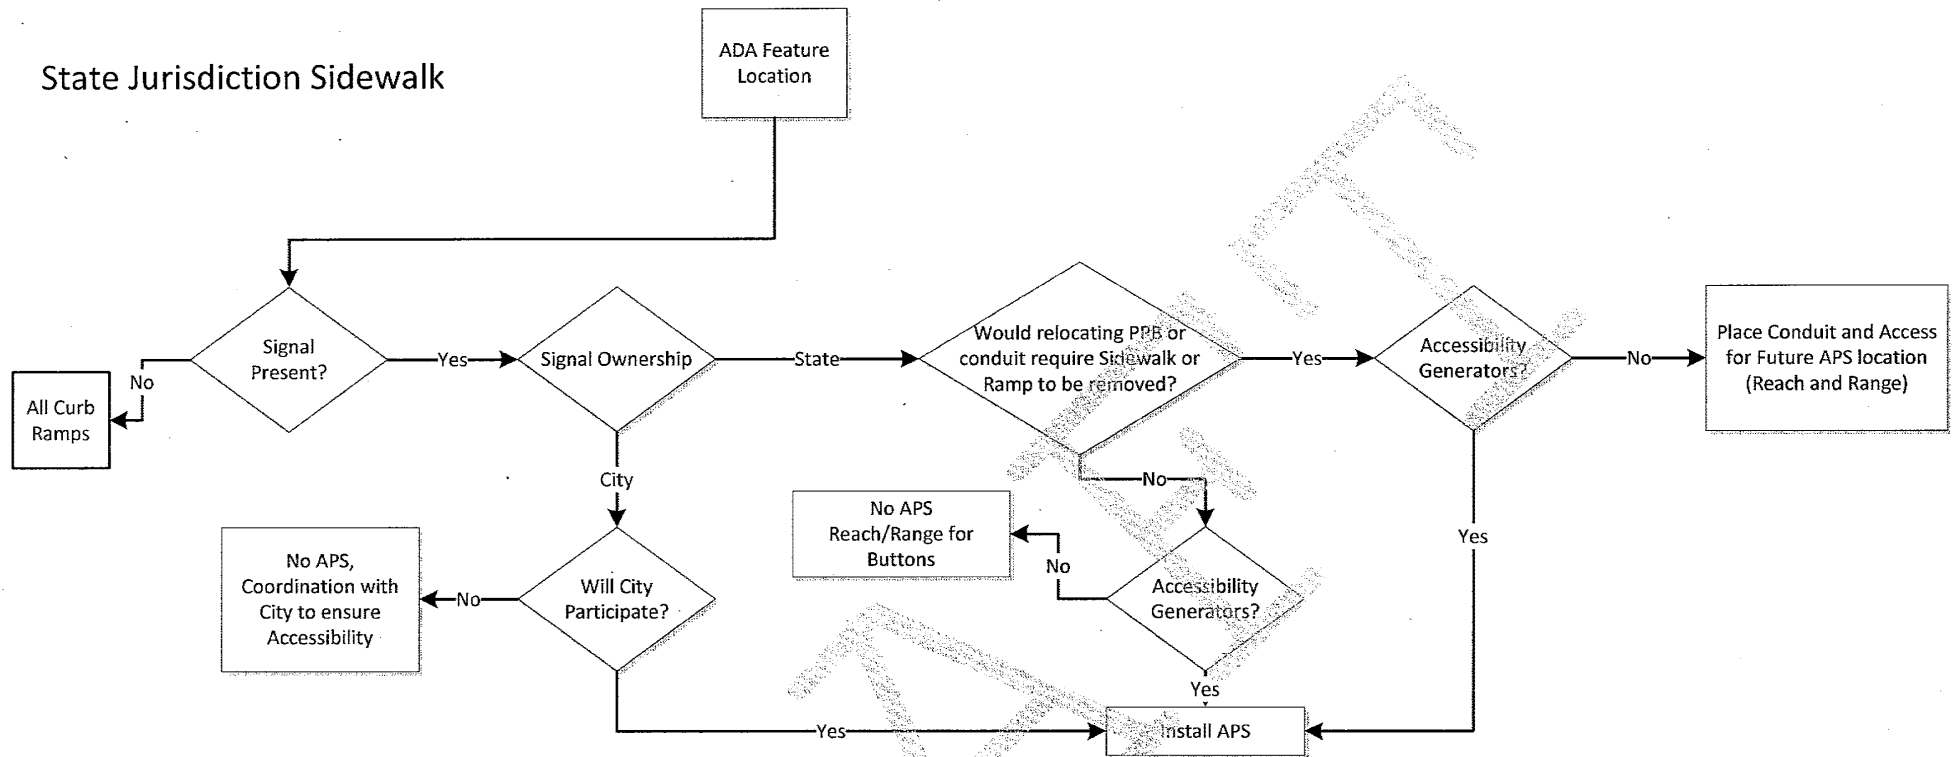 State Jurisdiction Sidewalk
ADA Feature
Location
Signal
Present?
No
All Curb
Ramps
Yes
Signal Ownership
State
Would relocating PPB or
conduit require Sidewalk or
Ramp to be removed?
Yes
Accessibility
Generators?
No
Place Conduit and Access
for Future APS location
(Reach and Range)
City
No
No APS
Reach/Range for
Buttons
No
Accessibility
Generators?
Yes
No APS,
Coordination with
City to ensure
Accessibility
No
Will City
Participate?
Yes
Yes
Install APS